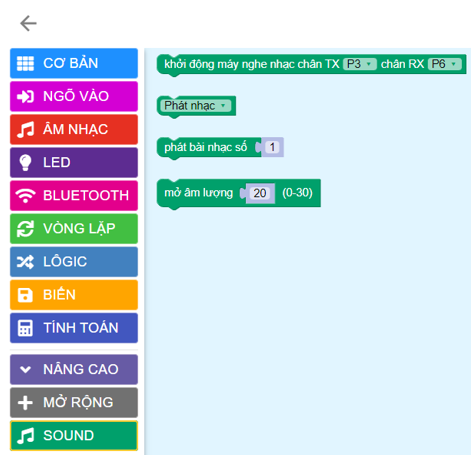 CƠ BẢN
NGÕ VÀO
ÂM NHẠC
LED
BLUETOOTH
VÒNG LẶP
LÔGIC
BIẾN
TÍNH TOÁN
NÂNG CAO
MỞ RỘNG
SOUND
khởi động máy nghe nhạc chân TX P3 chân RX P6
Phát nhạc
phát bài nhạc số 1
mở âm lượng 20 (0-30)